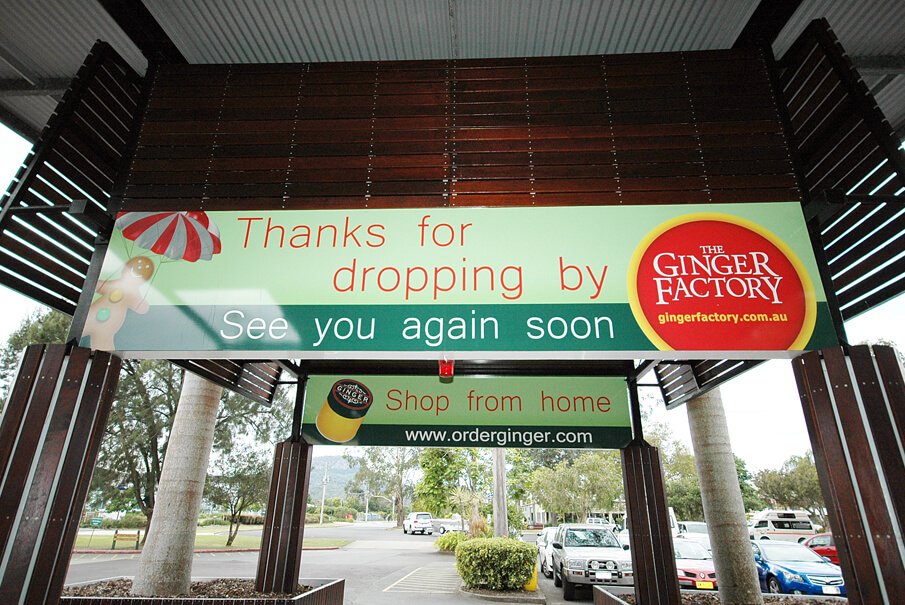 Thanks for
dropping by
See you again soon
THE
GINGER
FACTORY
gingerfactory.com.au
GINGER
Shop from home
www.orderginger.com